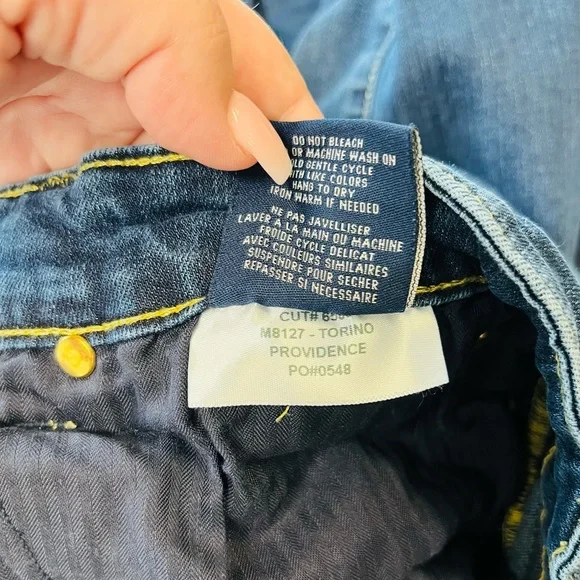 DO NOT BLEACH
OR MACHINE WASH ON
GENTLE CYCLE
WITH LIKE COLORS
HANG TO DRY
IRON WARM IF NEEDED
NE PAS JAVELLISER
LAVER À LA MAIN OU MACHINE
FROIDE CYCLE DELICAT
AVEC COULEURS SIMILAIRES
SUSPENDRE POUR SECHER
REPASSER SI NECESSAIRE
CUT#
M8127 - TORINO
PROVIDENCE
PO#0548